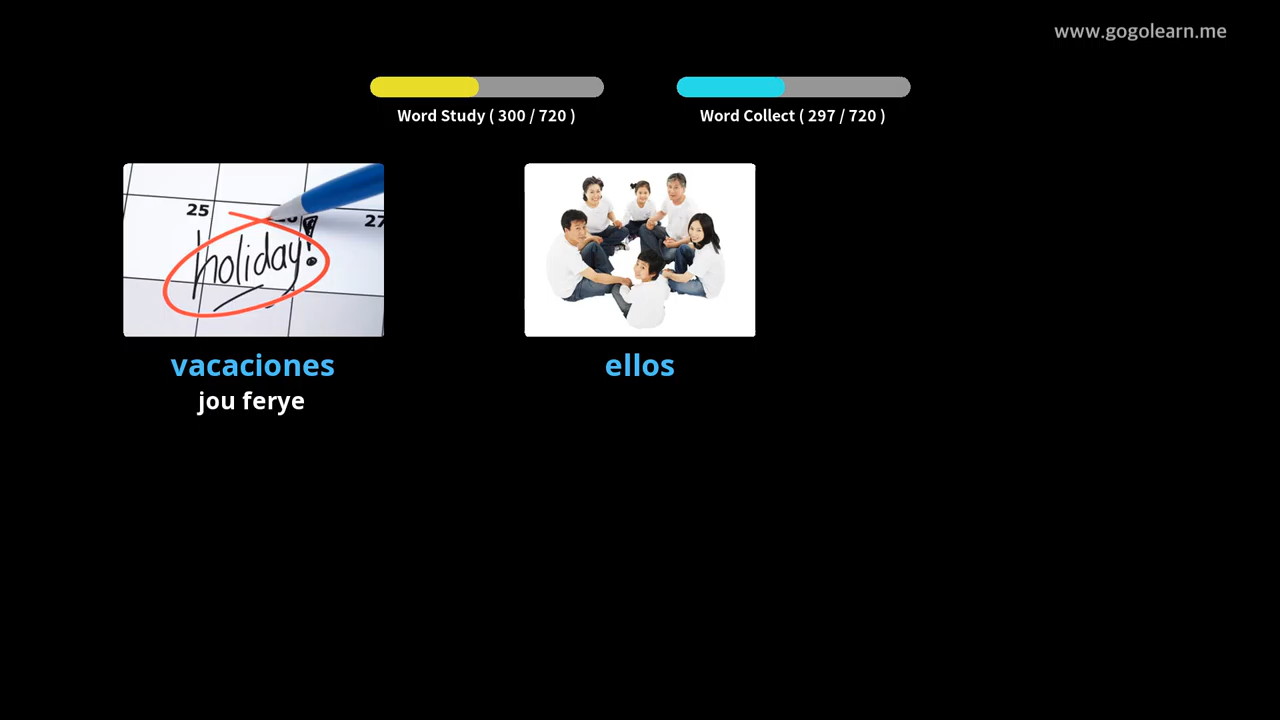 www.gogolearn.me
Word Study ( 300 / 720 )
Word Collect ( 297 / 720 )
25
27
holiday!
vacaciones
ellos
jou ferye